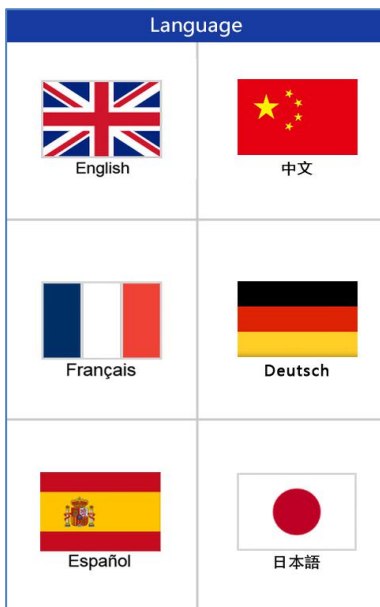 Language
English
中文
Français
Deutsch
Español
日本語